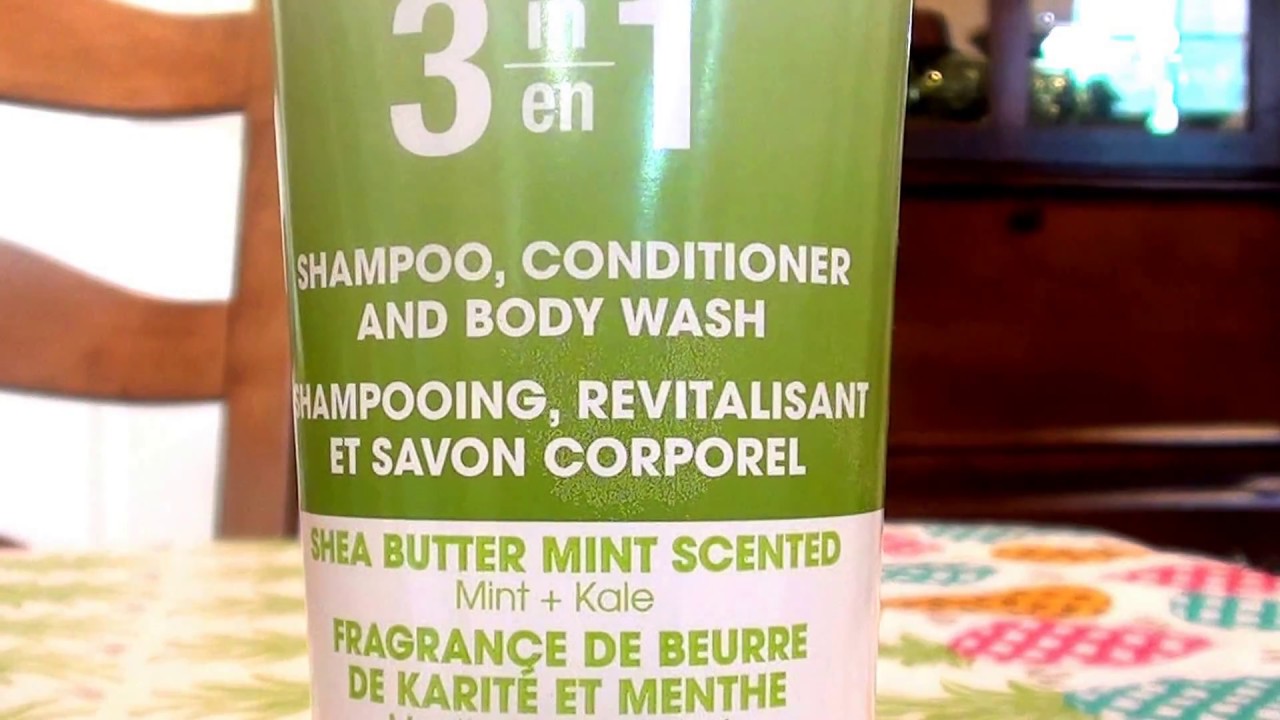 3 in 1
en
SHAMPOO, CONDITIONER
AND BODY WASH
SHAMPOOING, REVITALISANT
ET SAVON CORPOREL
SHEA BUTTER MINT SCENTED
Mint + Kale
FRAGRANCE DE BEURRE
DE KARITÉ ET MENTHE